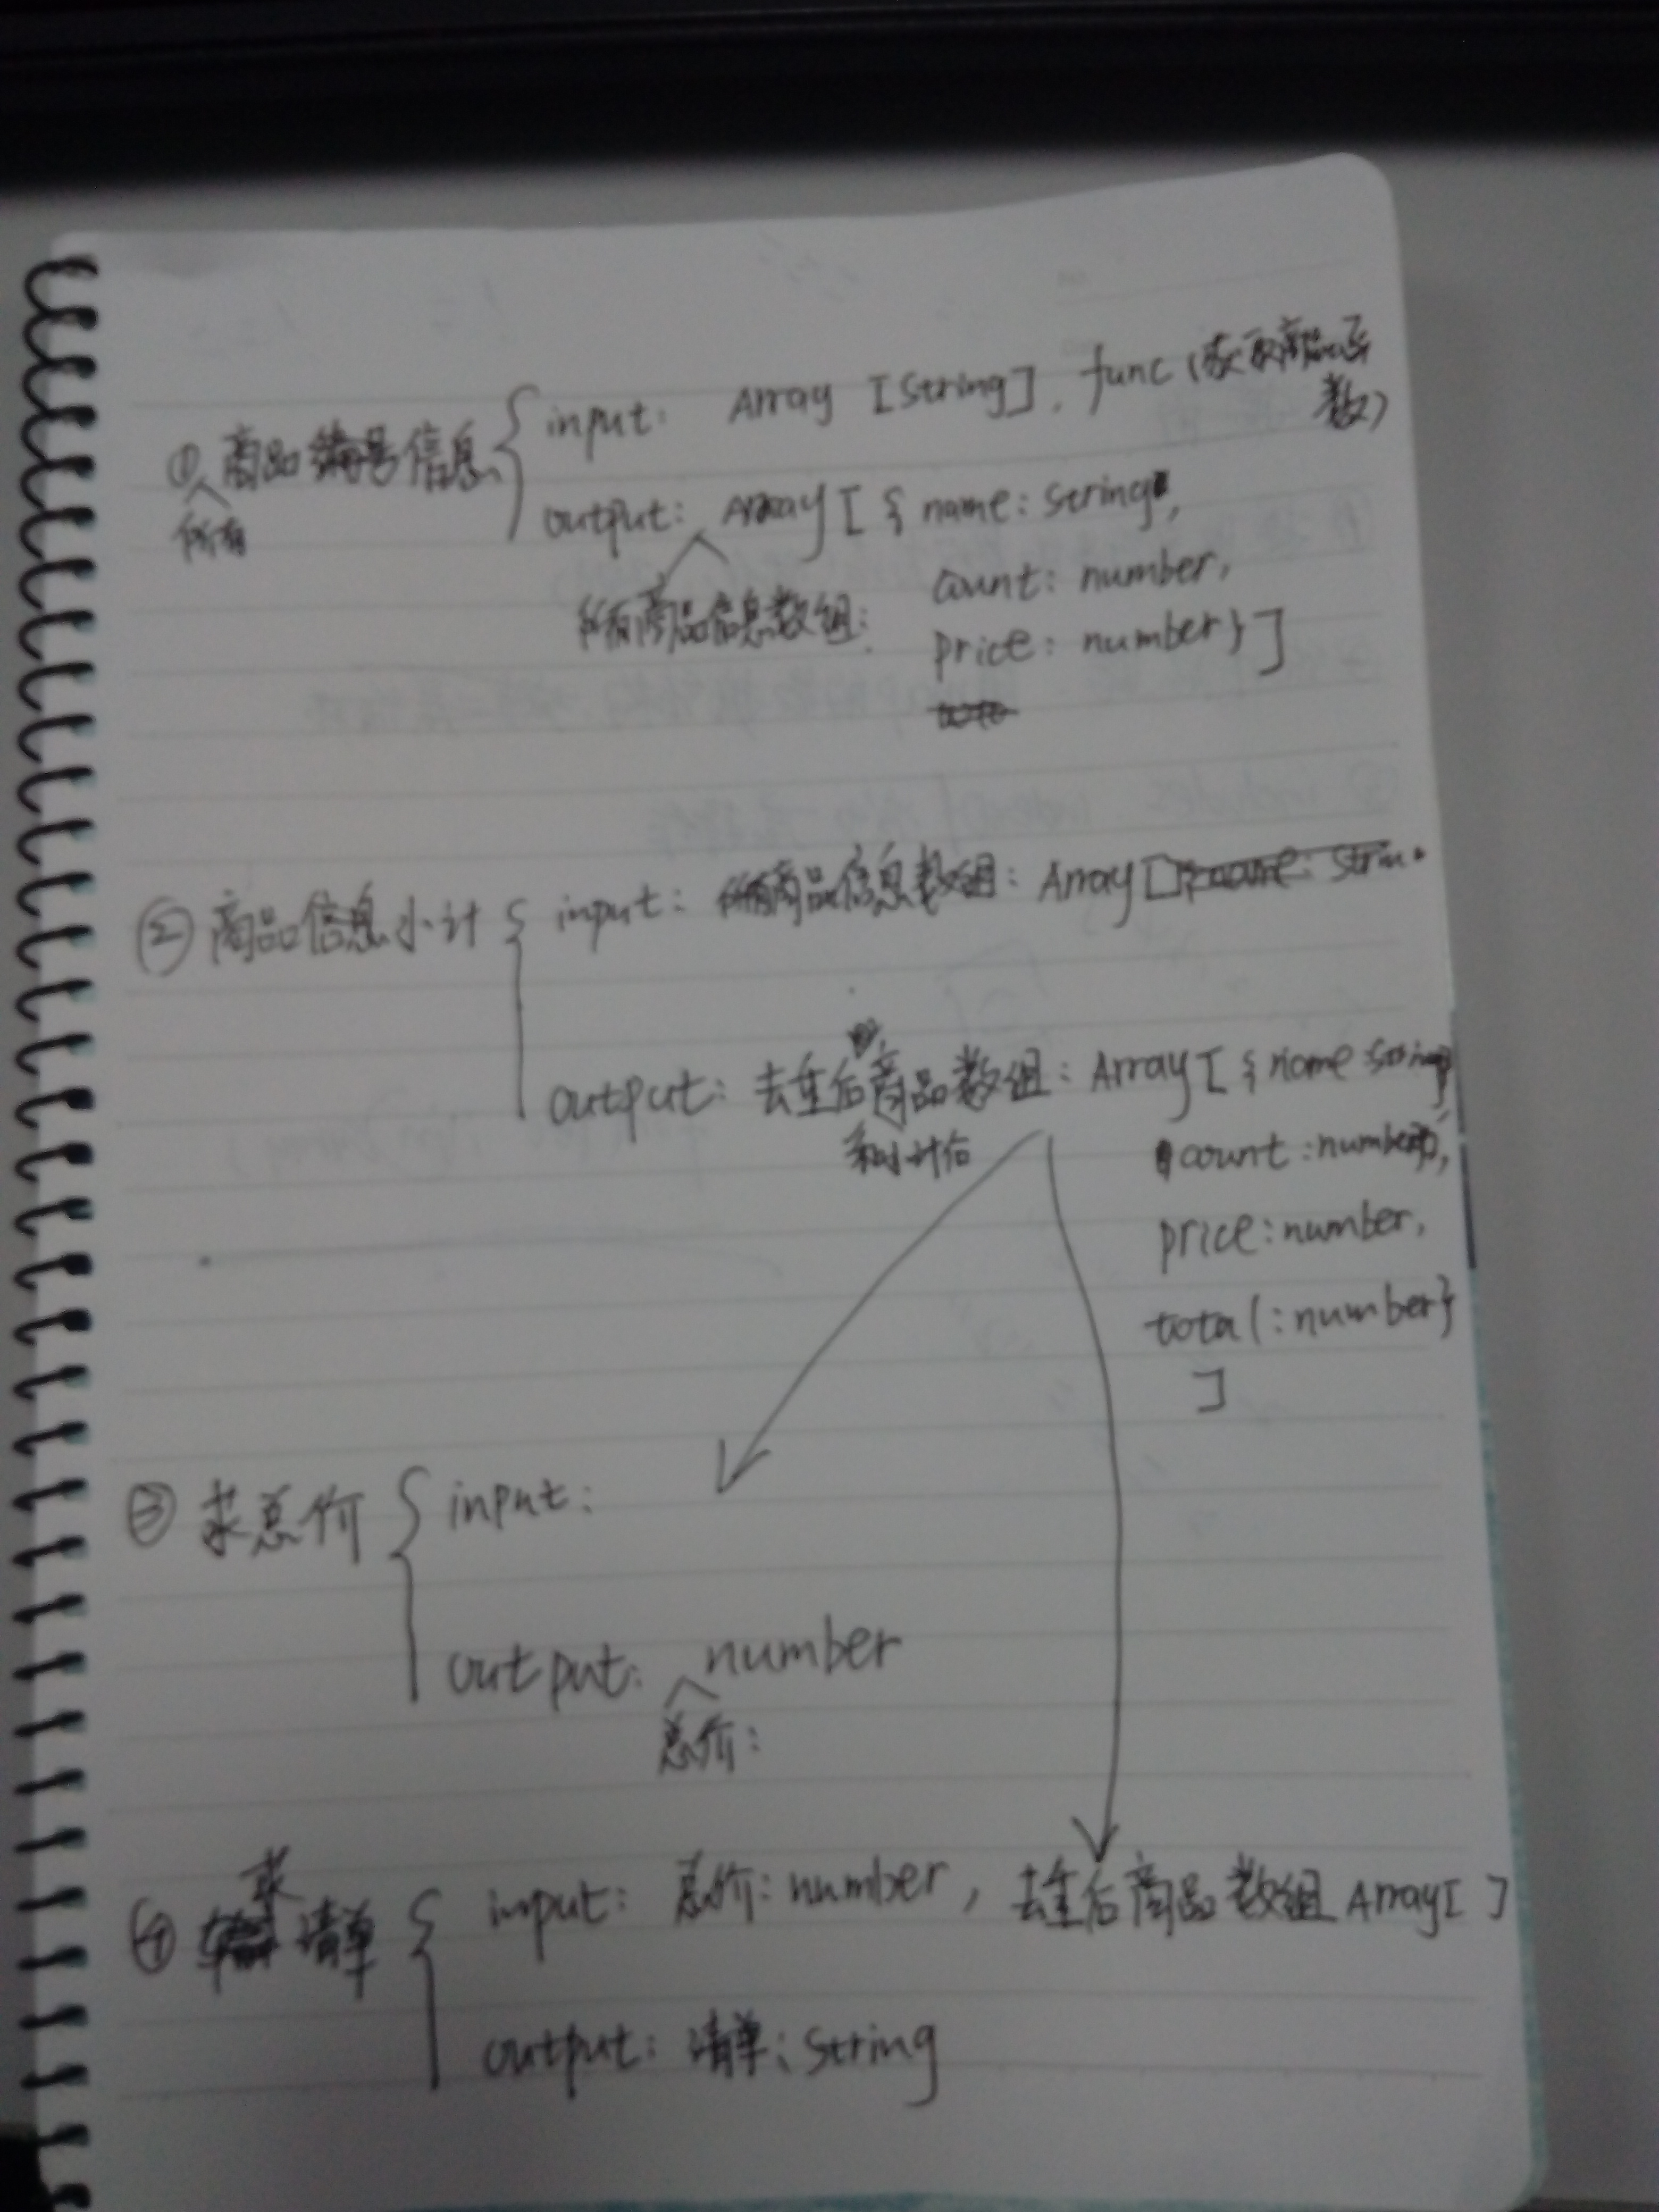 ① 所有商品信息
input: Array [String], func (获取商品函数)
output: 所有商品信息数组: Array [ { name: string,
count: number,
price: number } ]
② 商品信息小计
input: 所有商品信息数组: Array [
output: 去重后和小计后商品数组: Array [ { name string,
count: number,
price: number,
total: number }
]
③ 求总价
input:
output: 总价: number
④ 求清单
input: 总价: number, 去重后商品数组 Array [ ]
output: 清单: String